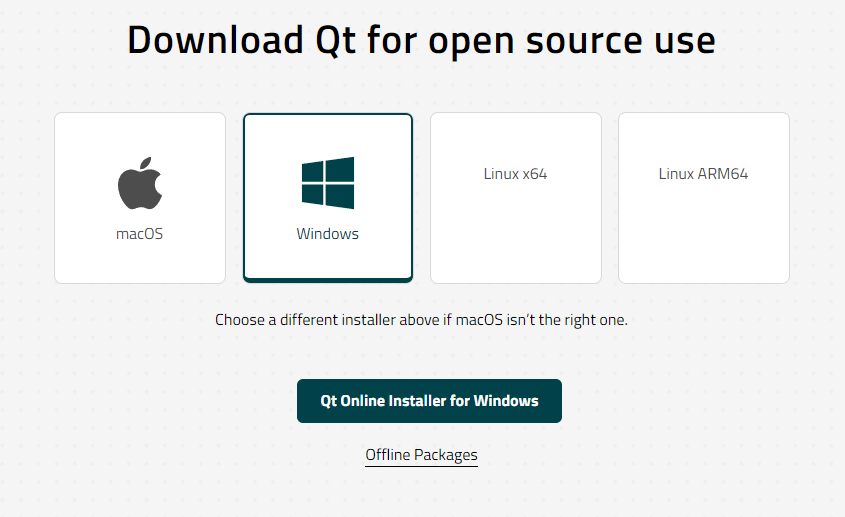 Download Qt for open source use
macOS
Windows
Linux x64
Linux ARM64
Choose a different installer above if macOS isn’t the right one.
Qt Online Installer for Windows
Offline Packages